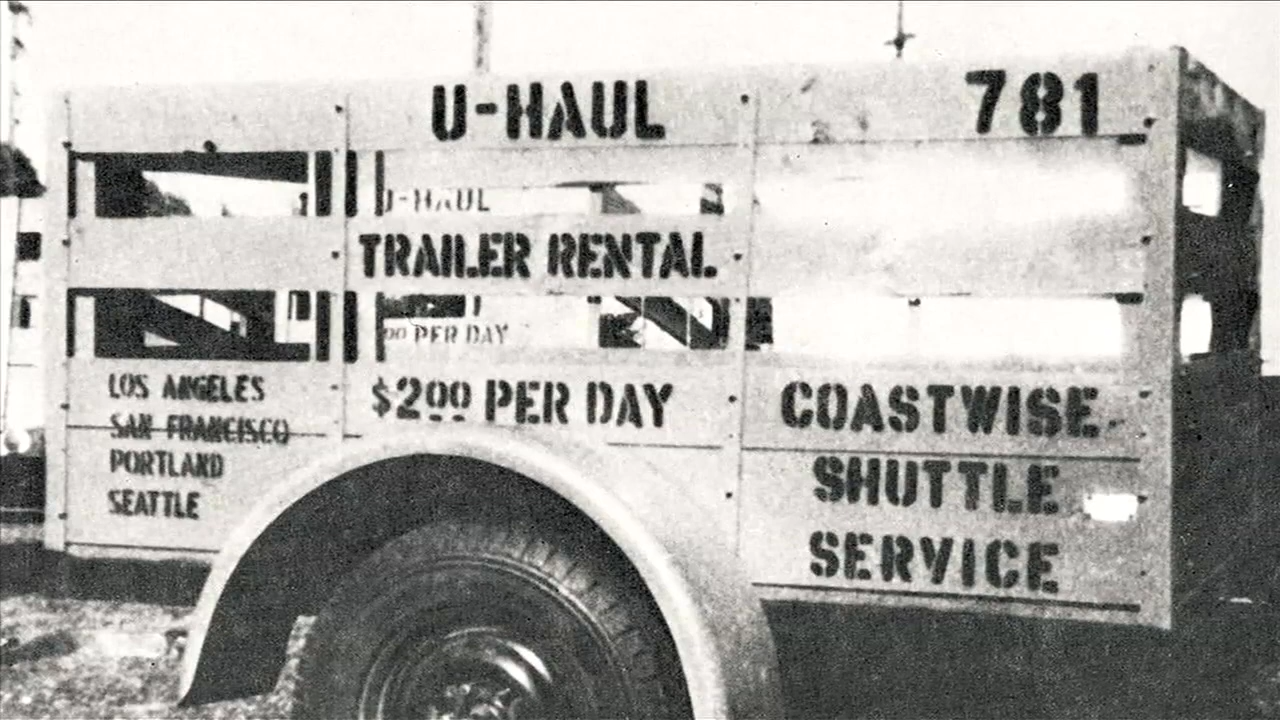 U-HAUL
781
U-HAUL
TRAILER RENTAL
PER DAY
$2.00 PER DAY
LOS ANGELES
SAN FRANCISCO
PORTLAND
SEATTLE
COASTWISE
SHUTTLE
SERVICE